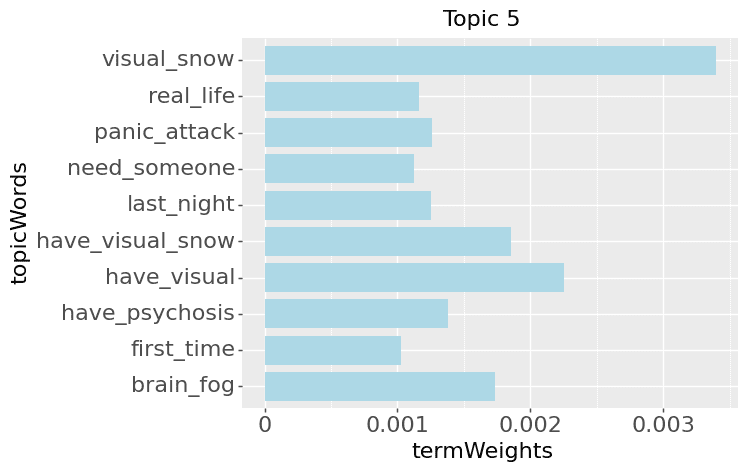 Topic 5
topicWords
visual_snow
real_life
panic_attack
need_someone
last_night
have_visual_snow
have_visual
have_psychosis
first_time
brain_fog
0 0.001 0.002 0.003
termWeights